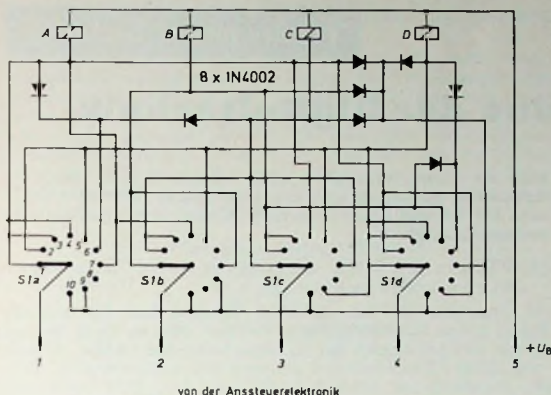 A B C D
8 x 1N4002
1 2 3 4 5 6 7 8 9 10
S1a S1b S1c S1d
+UB
1 2 3 4 5
von der Anssteuerelektronik